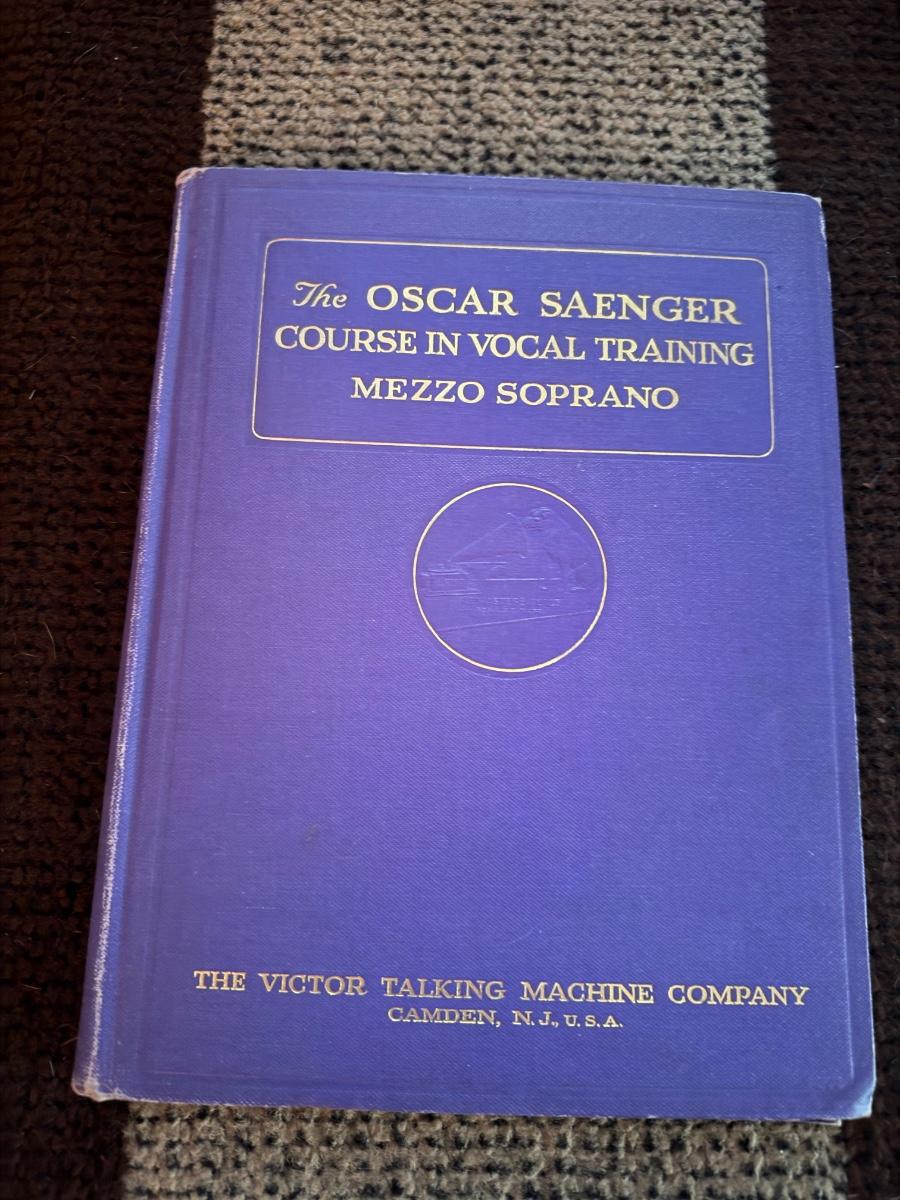 The OSCAR SAENGER
COURSE IN VOCAL TRAINING
MEZZO SOPRANO
THE VICTOR TALKING MACHINE COMPANY
CAMDEN, N.J., U.S.A.